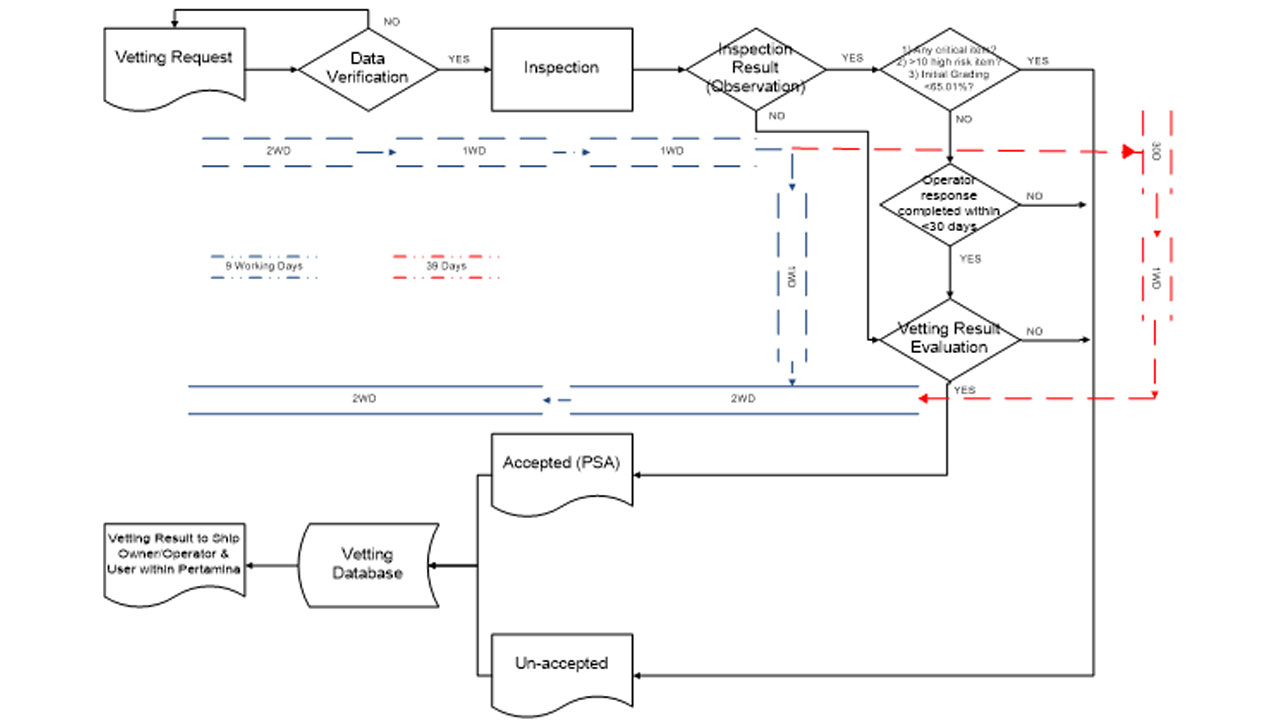 NO
Vetting Request
Data
Verification
YES
Inspection
Inspection
Result
(Observation)
YES
1) Any critical item?
2) >10 high risk item?
3) Initial Grading
<65.01%?
YES
NO
NO
2WD
1WD
1WD
30D
Operator
response
completed within
<30 days
NO
YES
9 Working Days
39 Days
1WD
1WD
Vetting Result
Evaluation
NO
YES
2WD
2WD
Accepted (PSA)
Vetting Result to Ship
Owner/Operator &
User within Pertamina
Vetting
Database
Un-accepted